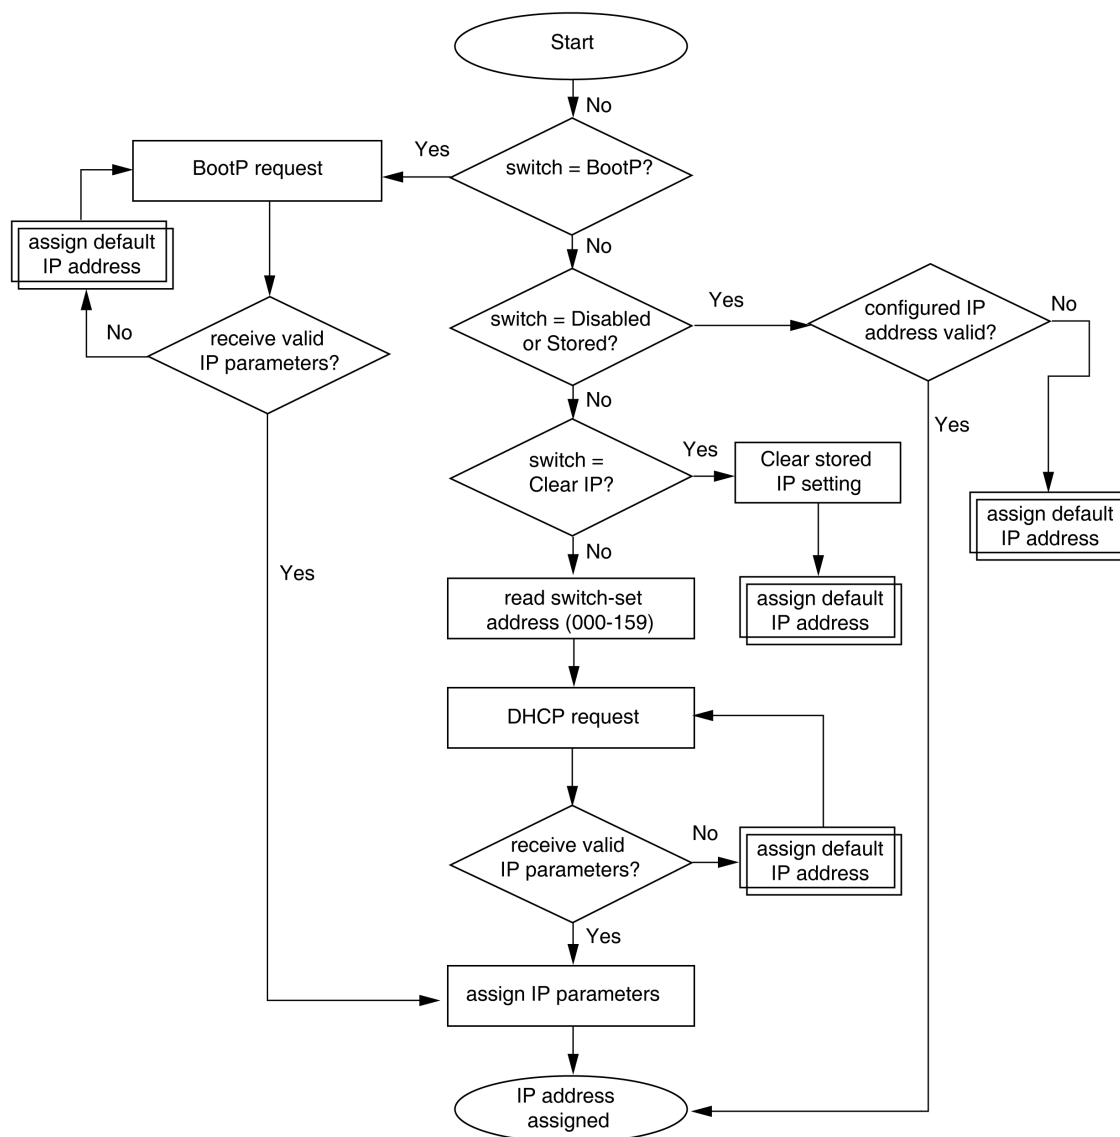 Start
No
switch = BootP?
Yes
BootP request
assign default
IP address
No
receive valid
IP parameters?
Yes
No
switch = Disabled
or Stored?
Yes
configured IP
address valid?
No
assign default
IP address
Yes
No
switch =
Clear IP?
Yes
Clear stored
IP setting
assign default
IP address
No
read switch-set
address (000-159)
DHCP request
receive valid
IP parameters?
No
assign default
IP address
Yes
assign IP parameters
IP address
assigned